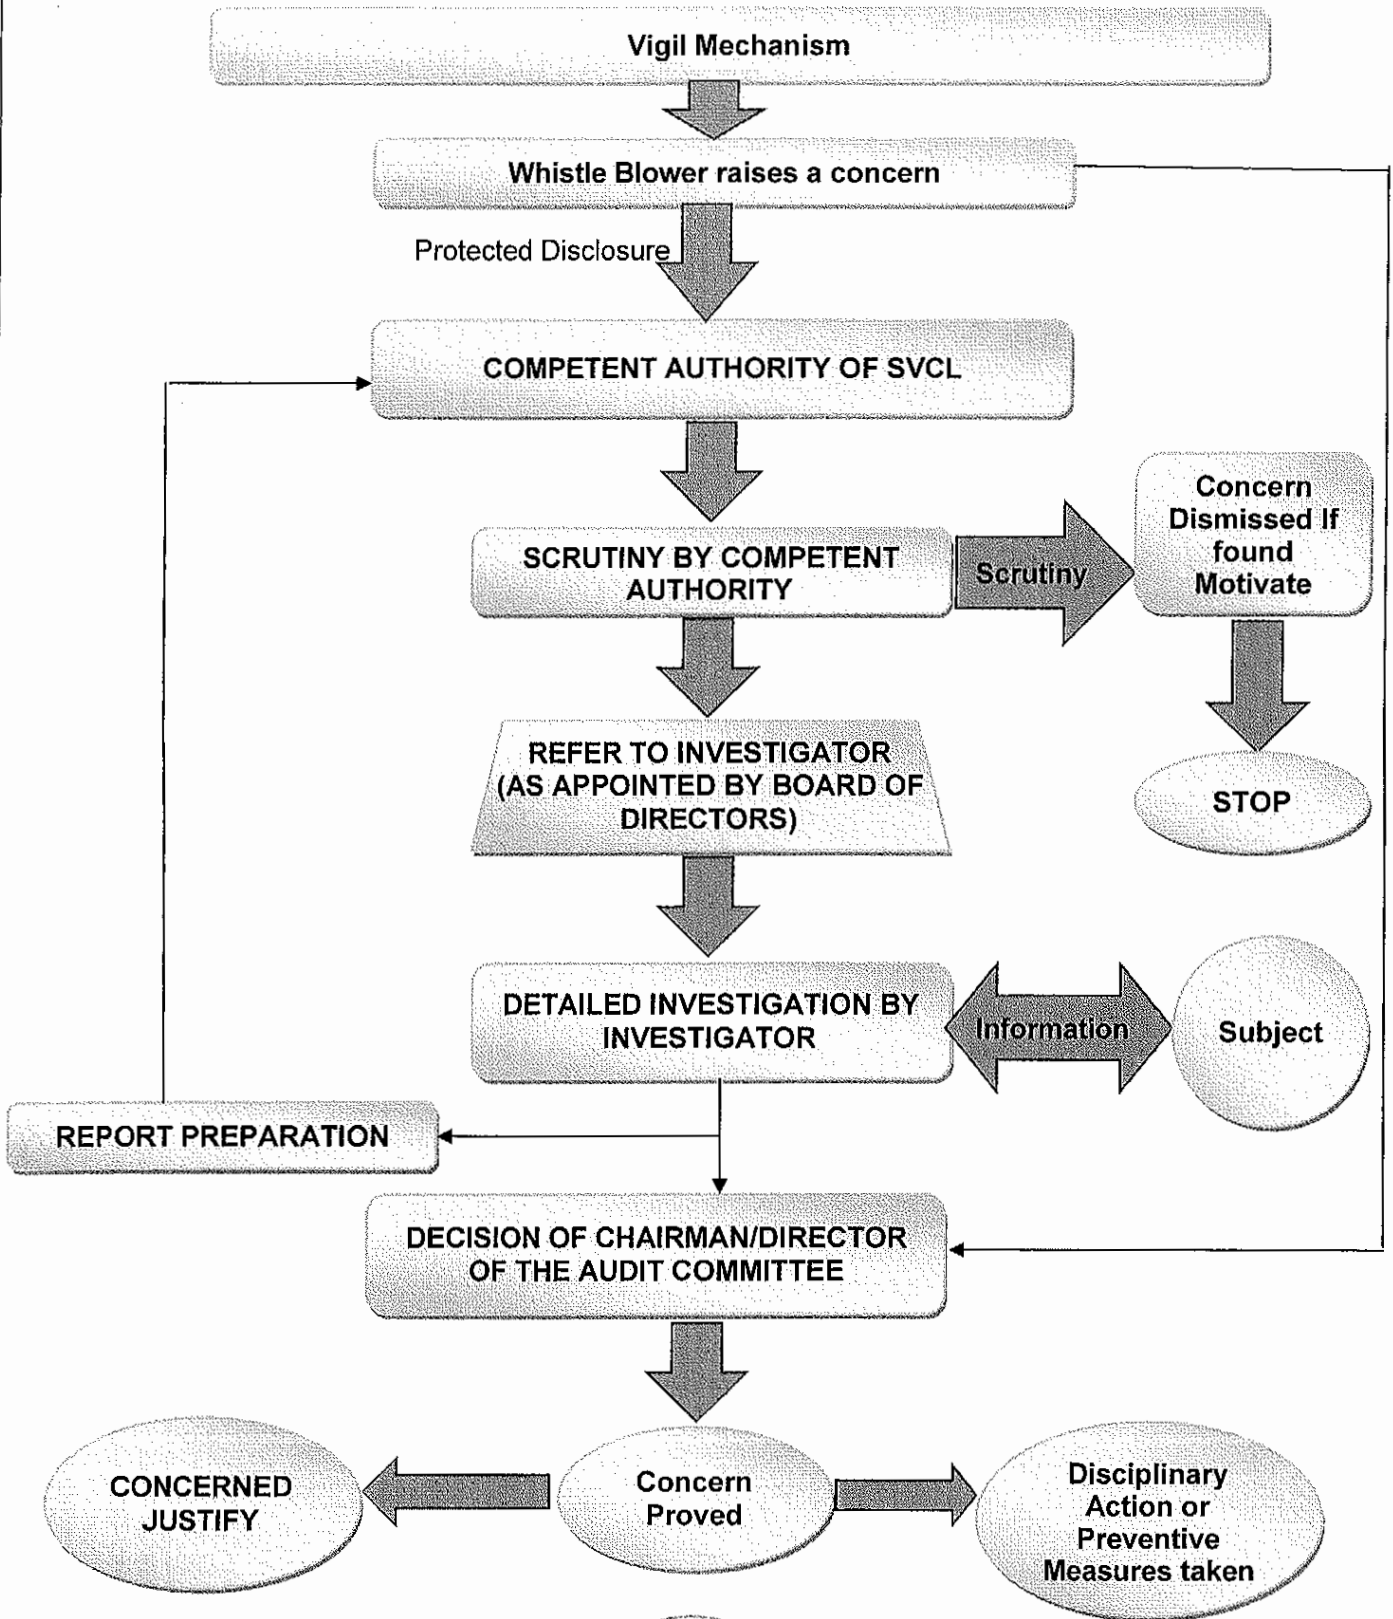 Vigil Mechanism
Whistle Blower raises a concern
Protected Disclosure
COMPETENT AUTHORITY OF SVCL
SCRUTINY BY COMPETENT
AUTHORITY
Scrutiny
Concern
Dismissed If
found
Motivate
STOP
REFER TO INVESTIGATOR
(AS APPOINTED BY BOARD OF
DIRECTORS)
DETAILED INVESTIGATION BY
INVESTIGATOR
Information
Subject
REPORT PREPARATION
DECISION OF CHAIRMAN/DIRECTOR
OF THE AUDIT COMMITTEE
CONCERNED
JUSTIFY
Concern
Proved
Disciplinary
Action or
Preventive
Measures taken